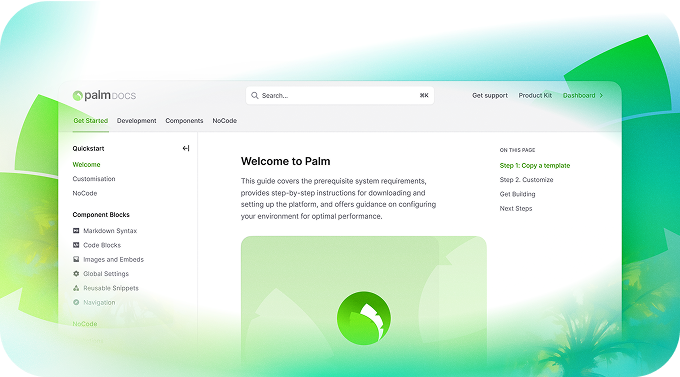 palm DOCS
Search...
⌘K
Get support
Product Kit
Dashboard
Get Started
Development
Components
NoCode
Quickstart
Welcome
Customisation
NoCode
Component Blocks
Markdown Syntax
Code Blocks
Images and Embeds
Global Settings
Reusable Snippets
Navigation
NoCode
Welcome to Palm
This guide covers the prerequisite system requirements,
provides step-by-step instructions for downloading and
setting up the platform, and offers guidance on configuring
your environment for optimal performance.
ON THIS PAGE
Step 1: Copy a template
Step 2. Customize
Get Building
Next Steps